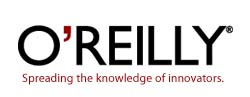 O'REILLY®
Spreading the knowledge of innovators.